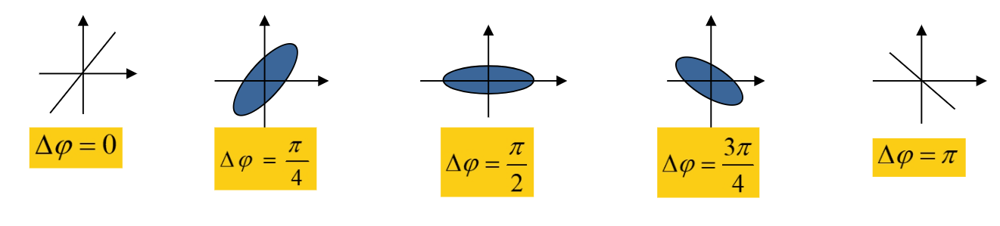 Δφ = 0
Δφ = π/4
Δφ = π/2
Δφ = 3π/4
Δφ = π